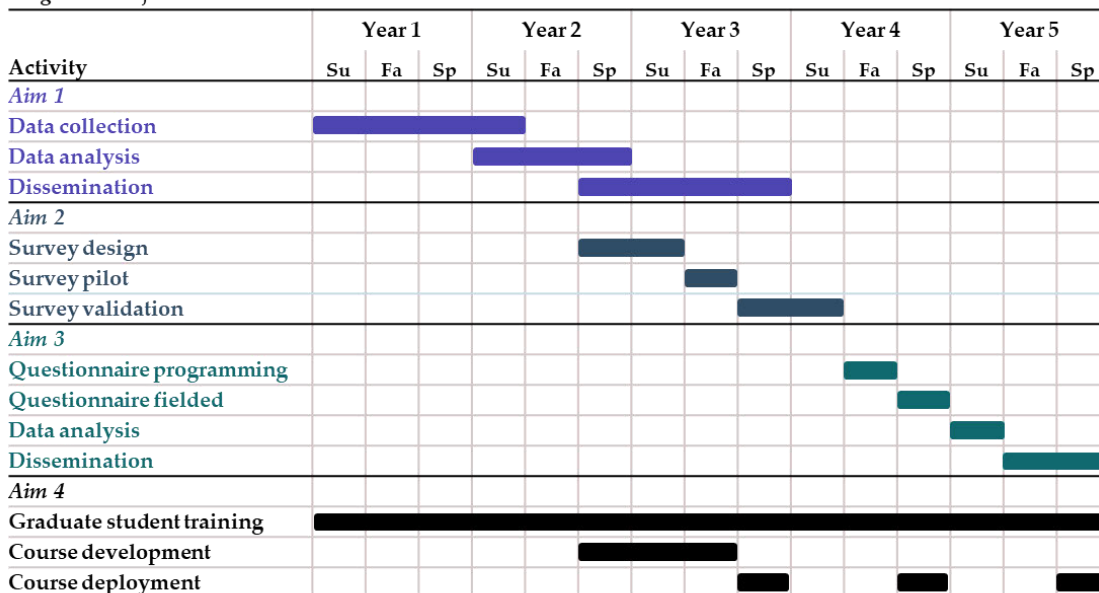 Year 1 Year 2 Year 3 Year 4 Year 5
Activity Su Fa Sp Su Fa Sp Su Fa Sp Su Fa Sp Su Fa Sp
Aim 1
Data collection
Data analysis
Dissemination
Aim 2
Survey design
Survey pilot
Survey validation
Aim 3
Questionnaire programming
Questionnaire fielded
Data analysis
Dissemination
Aim 4
Graduate student training
Course development
Course deployment